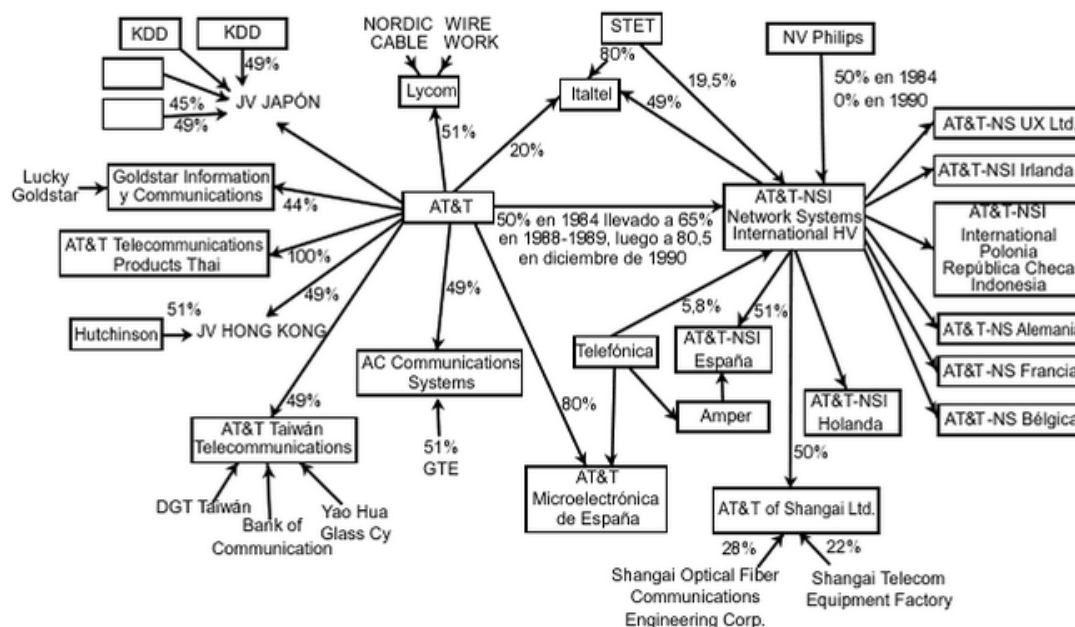 KDD
KDD
49%
45%
49%
JV JAPÓN
NORDIC
CABLE
WIRE
WORK
Lycom
51%
STET
80%
19,5%
Italtel
49%
20%
NV Philips
50% en 1984
0% en 1990
Lucky
Goldstar
Goldstar Information
y Communications
44%
AT&T
50% en 1984 llevado a 65%
en 1988-1989, luego a 80,5
en diciembre de 1990
AT&T-NSI
Network Systems
International HV
AT&T-NS UX Ltd.
AT&T-NSI Irlanda
AT&T-NSI
International
Polonia
República Checa
Indonesia
AT&T-NS Alemania
AT&T-NS Francia
AT&T-NS Bélgica
AT&T Telecommunications
Products Thai
100%
49%
51%
Hutchinson
JV HONG KONG
49%
AT&T Taiwán
Telecommunications
DGT Taiwán
Bank of
Communication
Yao Hua
Glass Cy
49%
AC Communications
Systems
51%
GTE
80%
AT&T
Microelectrónica
de España
5,8%
Telefónica
51%
AT&T-NSI
España
Amper
AT&T-NSI
Holanda
50%
AT&T of Shangai Ltd.
28%
22%
Shangai Optical Fiber
Communications
Engineering Corp.
Shangai Telecom
Equipment Factory